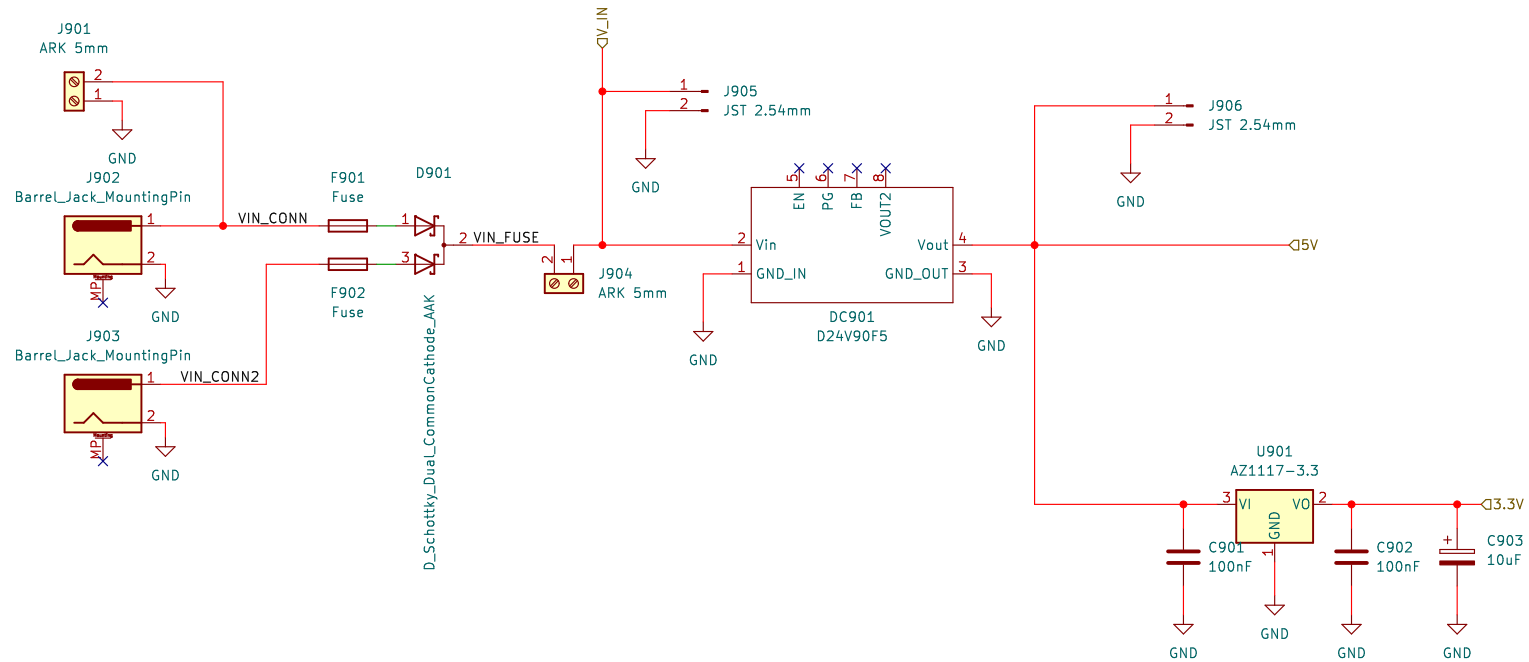 J901
ARK 5mm
2
1
GND
J902
Barrel_Jack_MountingPin
1
2
MP
GND
J903
Barrel_Jack_MountingPin
1
2
MP
GND
VIN_CONN
VIN_CONN2
F901
Fuse
F902
Fuse
D901
1
3
2
D_Schottky_Dual_CommonCathode_AAK
VIN_FUSE
2
1
J904
ARK 5mm
V_IN
1
2
J905
JST 2.54mm
GND
5
6
7
8
EN
PG
FB
VOUT2
2
Vin
1
GND_IN
Vout
4
GND_OUT
3
DC901
D24V90F5
GND
GND
1
2
J906
JST 2.54mm
GND
5V
U901
AZ1117-3.3
3
VI
VO
2
GND
1
GND
C901
100nF
GND
C902
100nF
GND
+
C903
10uF
GND
3.3V